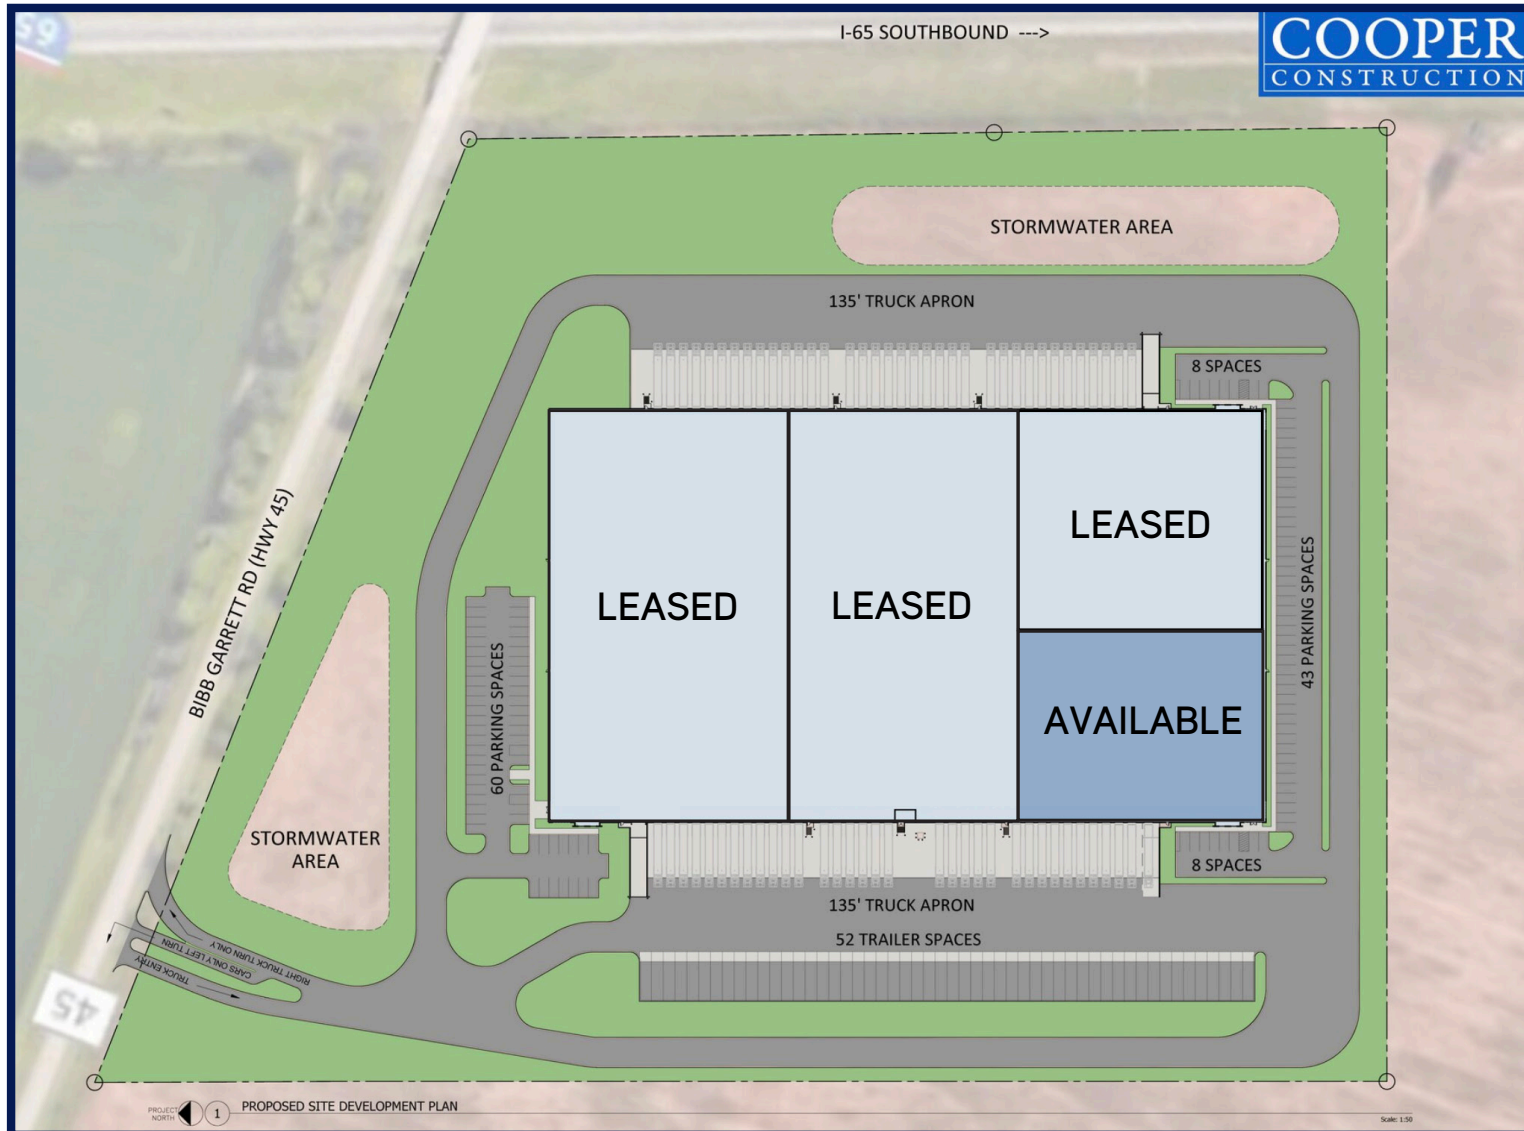 65
I-65 SOUTHBOUND --->
COOPER
CONSTRUCTION
STORMWATER AREA
135' TRUCK APRON
8 SPACES
LEASED
LEASED
LEASED
AVAILABLE
43 PARKING SPACES
BIBB GARRETT RD (HWY 45)
60 PARKING SPACES
STORMWATER
AREA
8 SPACES
135' TRUCK APRON
52 TRAILER SPACES
RIGHT TRUCK TURN ONLY
CARS ONLY LEFT TURN
TRUCK ENTRY
45
PROJECT
NORTH
1
PROPOSED SITE DEVELOPMENT PLAN
Scale: 1:50